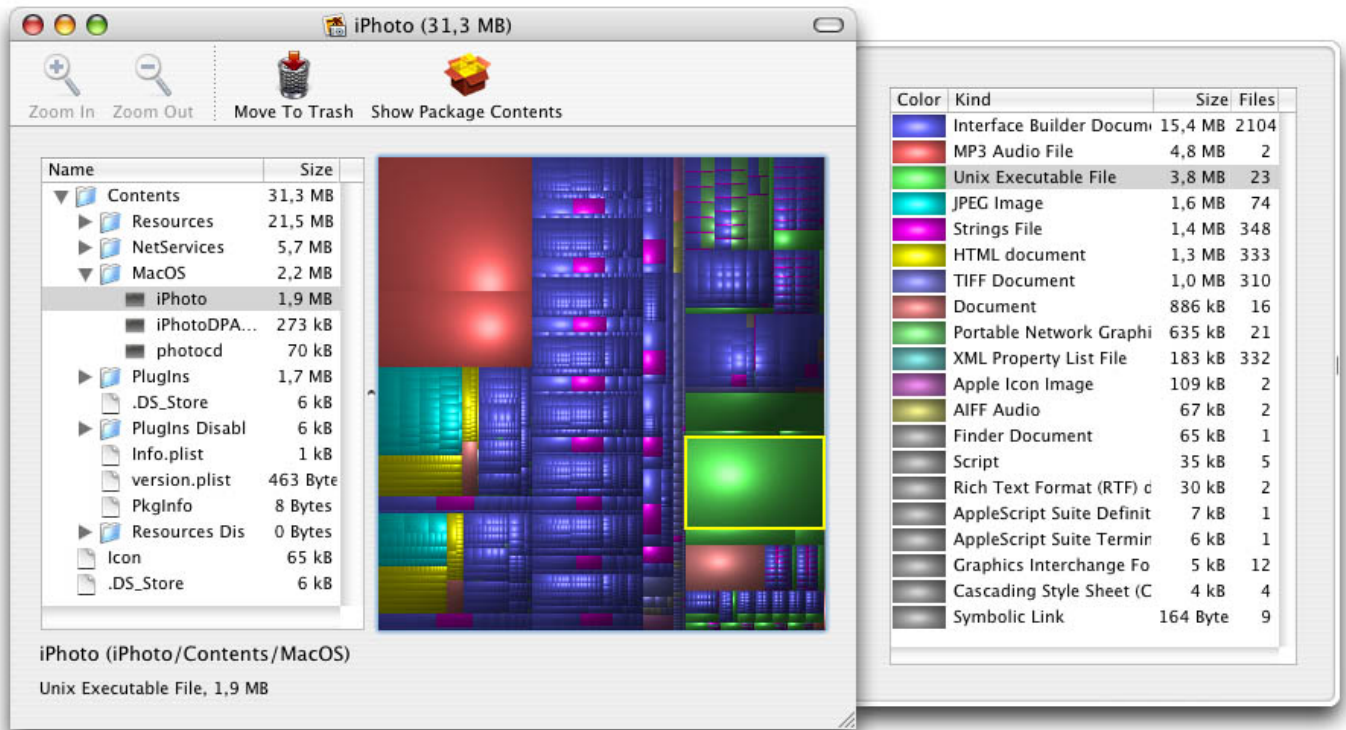 iPhoto (31,3 MB)
Zoom In Zoom Out Move To Trash Show Package Contents
Name Size
Contents 31,3 MB
Resources 21,5 MB
NetServices 5,7 MB
MacOS 2,2 MB
iPhoto 1,9 MB
iPhotoDPA... 273 kB
photocd 70 kB
PlugIns 1,7 MB
.DS_Store 6 kB
PlugIns Disabl 6 kB
Info.plist 1 kB
version.plist 463 Byte
PkgInfo 8 Bytes
Resources Dis 0 Bytes
Icon 65 kB
.DS_Store 6 kB
iPhoto (iPhoto/Contents/MacOS)
Unix Executable File, 1,9 MB
Color Kind Size Files
Interface Builder Docum 15,4 MB 2104
MP3 Audio File 4,8 MB 2
Unix Executable File 3,8 MB 23
JPEG Image 1,6 MB 74
Strings File 1,4 MB 348
HTML document 1,3 MB 333
TIFF Document 1,0 MB 310
Document 886 kB 16
Portable Network Graphi 635 kB 21
XML Property List File 183 kB 332
Apple Icon Image 109 kB 2
AIFF Audio 67 kB 2
Finder Document 65 kB 1
Script 35 kB 5
Rich Text Format (RTF) d 30 kB 2
AppleScript Suite Definit 7 kB 1
AppleScript Suite Termin 6 kB 1
Graphics Interchange Fo 5 kB 12
Cascading Style Sheet (C 4 kB 4
Symbolic Link 164 Byte 9